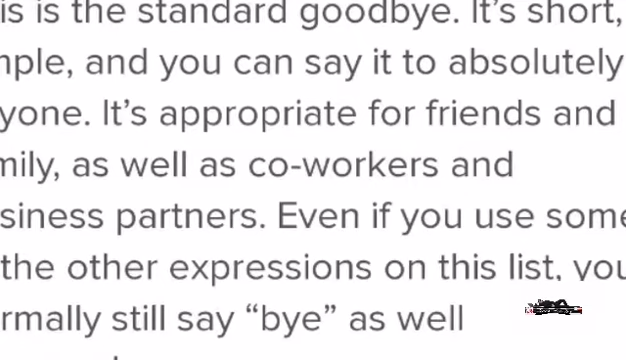 is is the standard goodbye. It’s short,
nple, and you can say it to absolutely
yone. It’s appropriate for friends and
mily, as well as co-workers and
siness partners. Even if you use some
the other expressions on this list, you
rmally still say “bye” as well